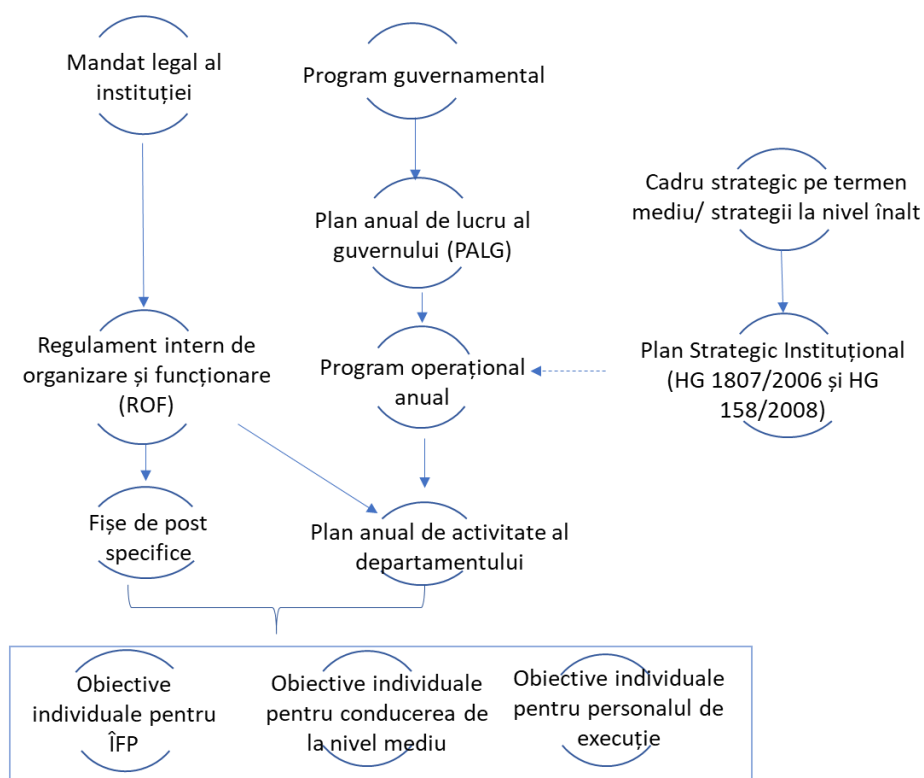 Mandat legal al
instituției
Program guvernamental
Cadru strategic pe termen
mediu/ strategii la nivel înalt
Plan anual de lucru al
guvernului (PALG)
Regulament intern de
organizare și funcționare
(ROF)
Program operațional
anual
Plan Strategic Instituțional
(HG 1807/2006 și HG
158/2008)
Fișe de post
specifice
Plan anual de activitate al
departamentului
Obiective
individuale pentru
ÎFP
Obiective individuale
pentru conducerea de
la nivel mediu
Obiective individuale
pentru personalul de
execuție